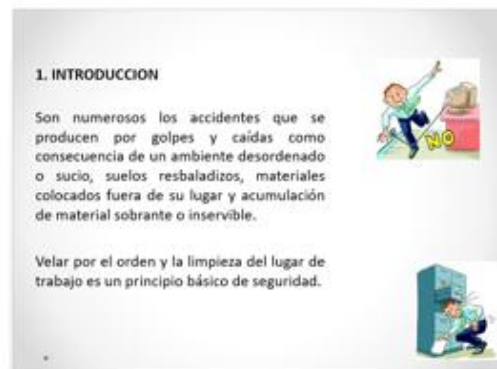 1. INTRODUCCION
Son numerosos los accidentes que se
producen por golpes y caídas como
consecuencia de un ambiente desordenado
o sucio, suelos resbaladizos, materiales
colocados fuera de su lugar y acumulación
de material sobrante o inservible.
Velar por el orden y la limpieza del lugar de
trabajo es un principio básico de seguridad.
NO